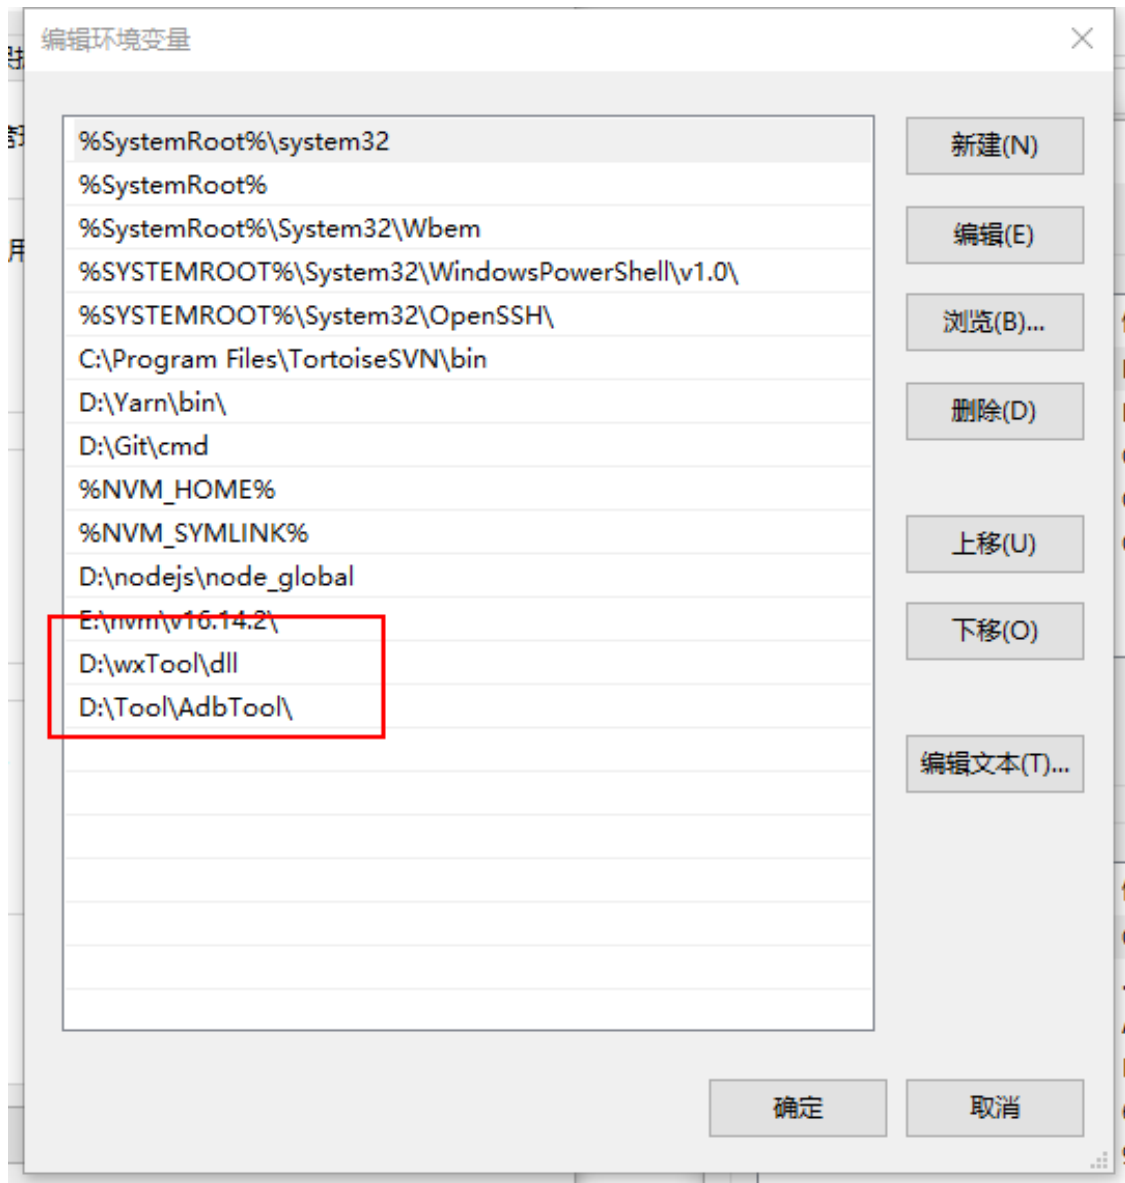 编辑环境变量
%SystemRoot%\system32
%SystemRoot%
%SystemRoot%\System32\Wbem
%SYSTEMROOT%\System32\WindowsPowerShell\v1.0\
%SYSTEMROOT%\System32\OpenSSH\
C:\Program Files\TortoiseSVN\bin
D:\Yarn\bin\
D:\Git\cmd
%NVM_HOME%
%NVM_SYMLINK%
D:\nodejs\node_global
E:\nvm\v16.14.2\
D:\wxTool\dll
D:\Tool\AdbTool\
新建(N)
编辑(E)
浏览(B)...
删除(D)
上移(U)
下移(O)
编辑文本(T)...
确定
取消